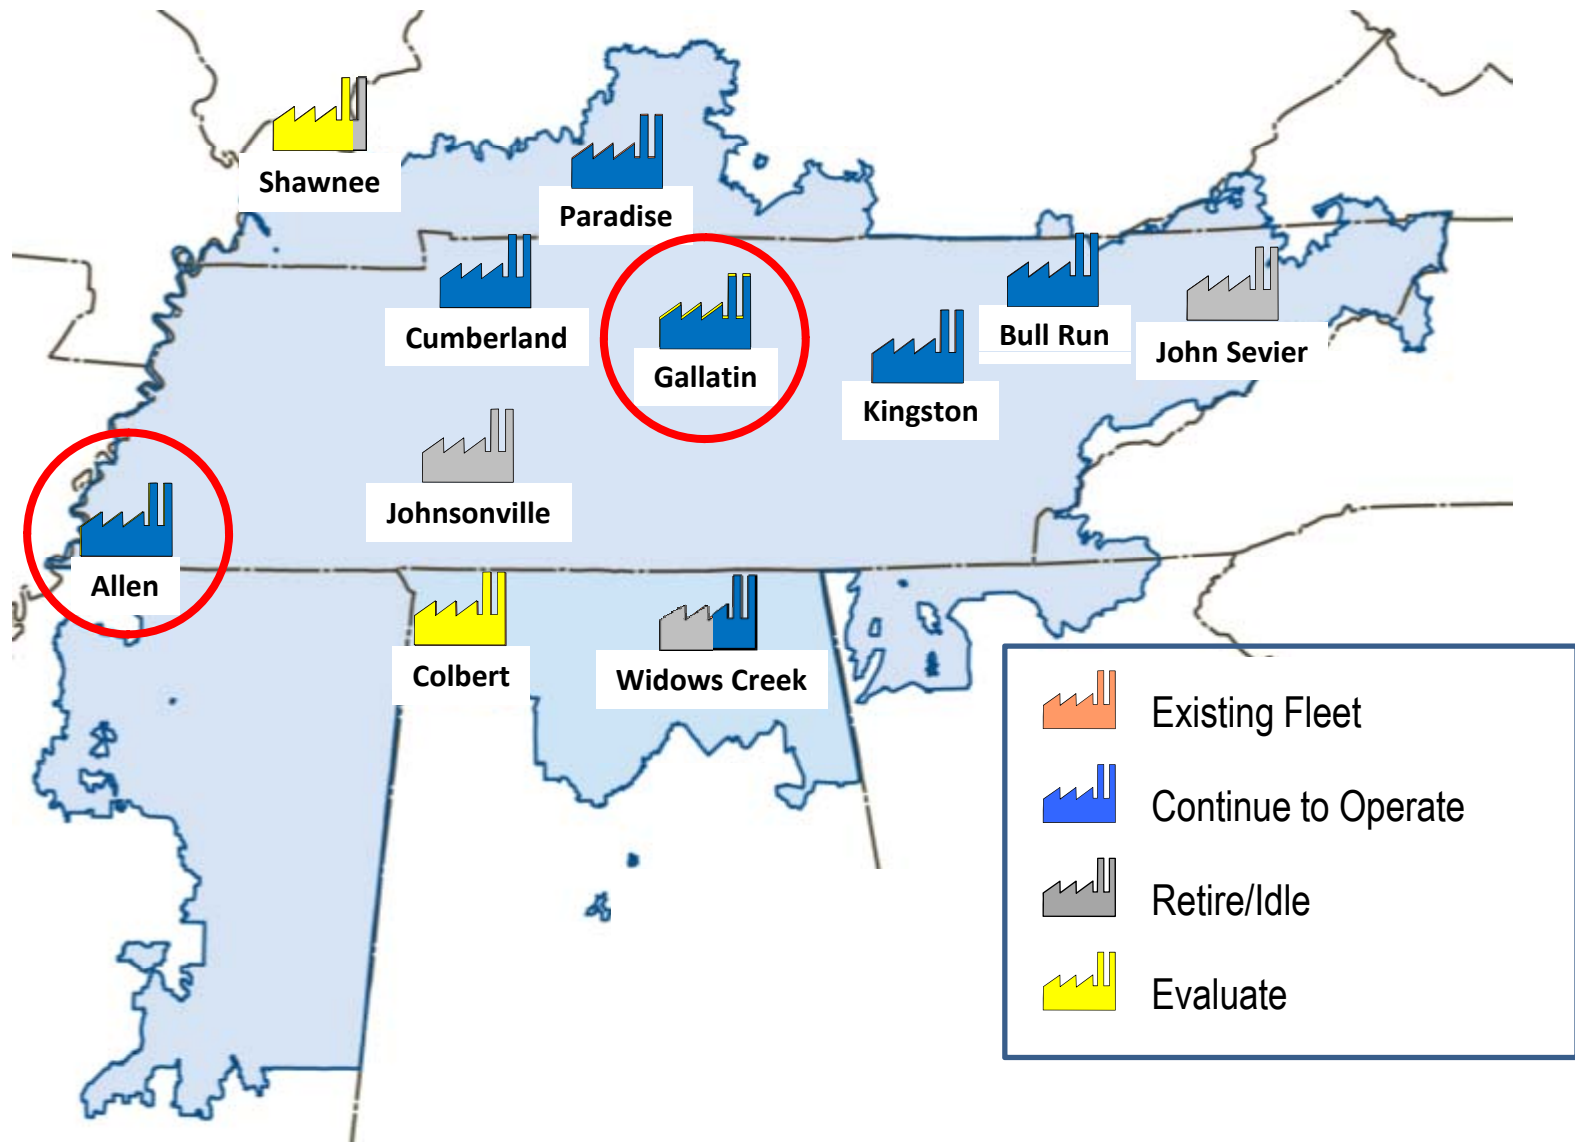 Shawnee
Paradise
Cumberland
Gallatin
Bull Run
John Sevier
Kingston
Johnsonville
Allen
Colbert
Widows Creek
Existing Fleet
Continue to Operate
Retire/Idle
Evaluate